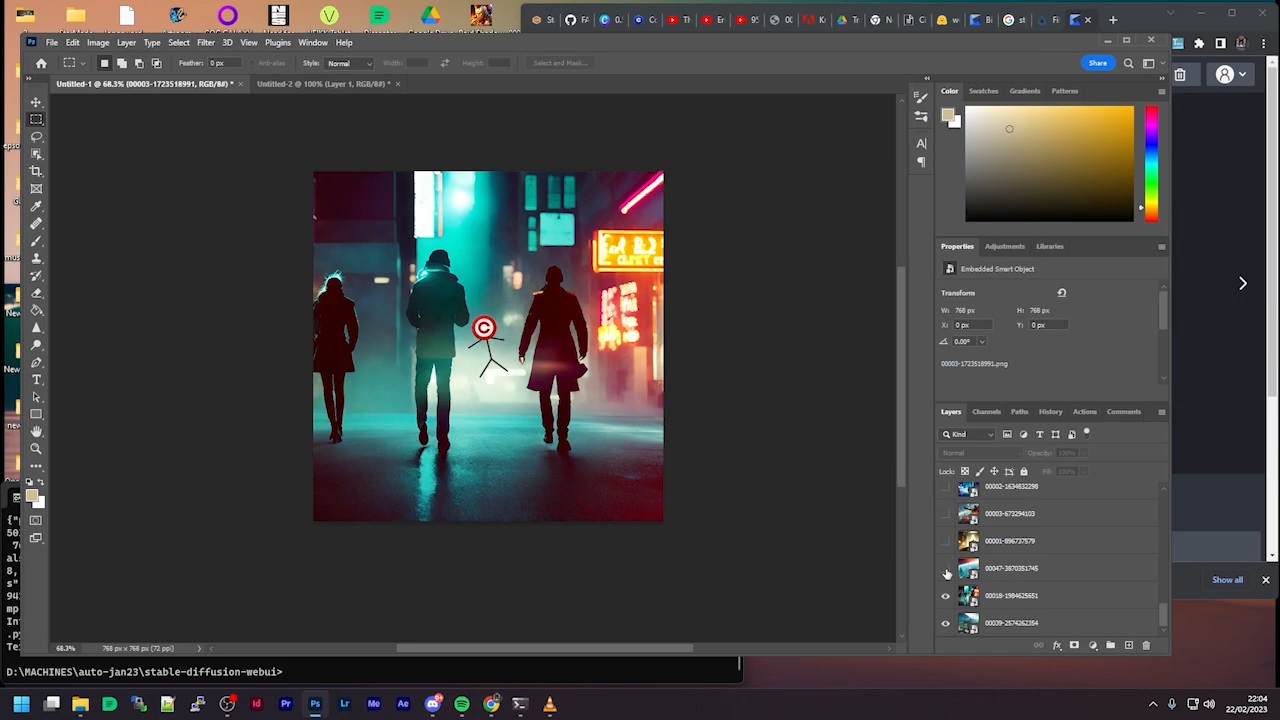 File Edit Image Layer Type Select Filter 3D View Plugins Window Help
Feather: 0 px Anti-alias Style: Normal Width: Height: Select and Mask... Share
Untitled-1 @ 68.3% (00003-1723518991, RGB/8#) * × Untitled-2 @ 100% (Layer 1, RGB/8#) * ×
Color Swatches Gradients Patterns
Properties Adjustments Libraries
Embedded Smart Object
Transform
W: 768 px H: 768 px
X: 0 px Y: 0 px
0.00°
00003-1723518991.png
Layers Channels Paths History Actions Comments
Kind
Normal Opacity: 100%
Lock: Fill: 100%
00002-1634832298
00003-673294103
00001-896737579
00047-3870351745
00018-1984625651
00039-2574262354
Show all
68.3% 768 px x 768 px (72 ppi)
D:\MACHINES\auto-jan23\stable-diffusion-webui>
22:04
22/02/2023